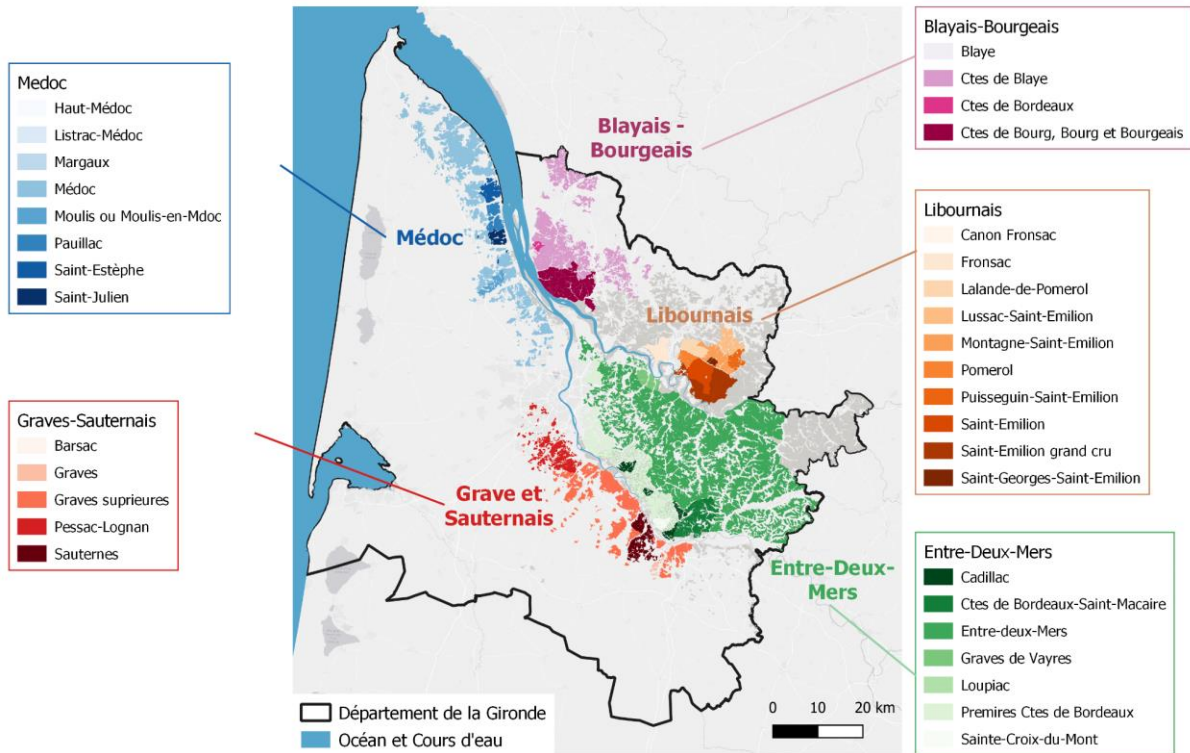 Medoc
Haut-Médoc
Listrac-Médoc
Margaux
Médoc
Moulis ou Moulis-en-Mdoc
Pauillac
Saint-Estèphe
Saint-Julien
Graves-Sauternais
Barsac
Graves
Graves suprieures
Pessac-Lognan
Sauternes
Blayais -
Bourgeais
Médoc
Libournais
Grave et
Sauternais
Entre-Deux-
Mers
Département de la Gironde
Océan et Cours d'eau
0 10 20 km
Blayais-Bourgeais
Blaye
Ctes de Blaye
Ctes de Bordeaux
Ctes de Bourg, Bourg et Bourgeais
Libournais
Canon Fronsac
Fronsac
Lalande-de-Pomerol
Lussac-Saint-Emilion
Montagne-Saint-Emilion
Pomerol
Puisseguin-Saint-Emilion
Saint-Emilion
Saint-Emilion grand cru
Saint-Georges-Saint-Emilion
Entre-Deux-Mers
Cadillac
Ctes de Bordeaux-Saint-Macaire
Entre-deux-Mers
Graves de Vayres
Loupiac
Premires Ctes de Bordeaux
Sainte-Croix-du-Mont